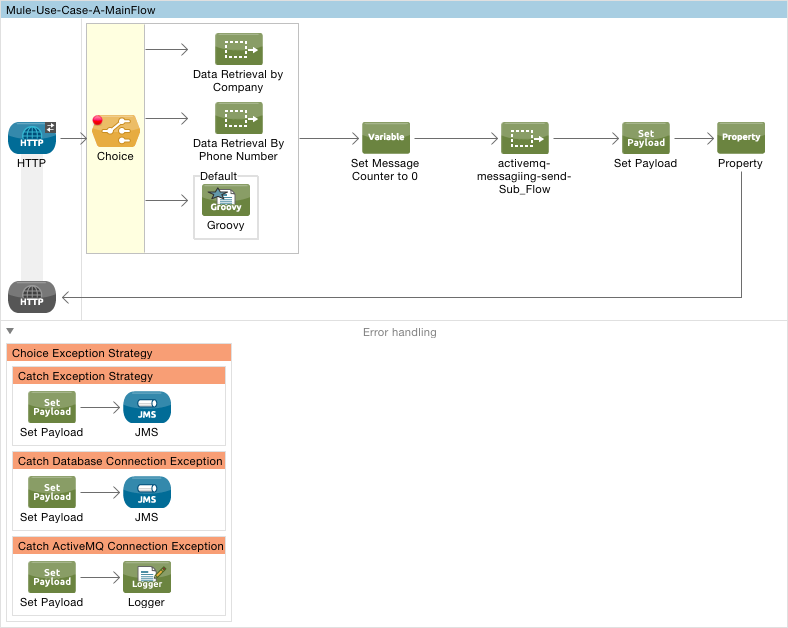 Mule-Use-Case-A-MainFlow
HTTP
HTTP
Choice
Data Retrieval by
Company
Data Retrieval By
Phone Number
Default
Groovy
Groovy
Variable
Set Message
Counter to 0
activemq-
messagiing-send-
Sub_Flow
Set
Payload
Set Payload
Property
Property
HTTP
Error handling
Choice Exception Strategy
Catch Exception Strategy
Set
Payload
Set Payload
JMS
JMS
Catch Database Connection Exception
Set
Payload
Set Payload
JMS
JMS
Catch ActiveMQ Connection Exception
Set
Payload
Set Payload
Logger
Logger